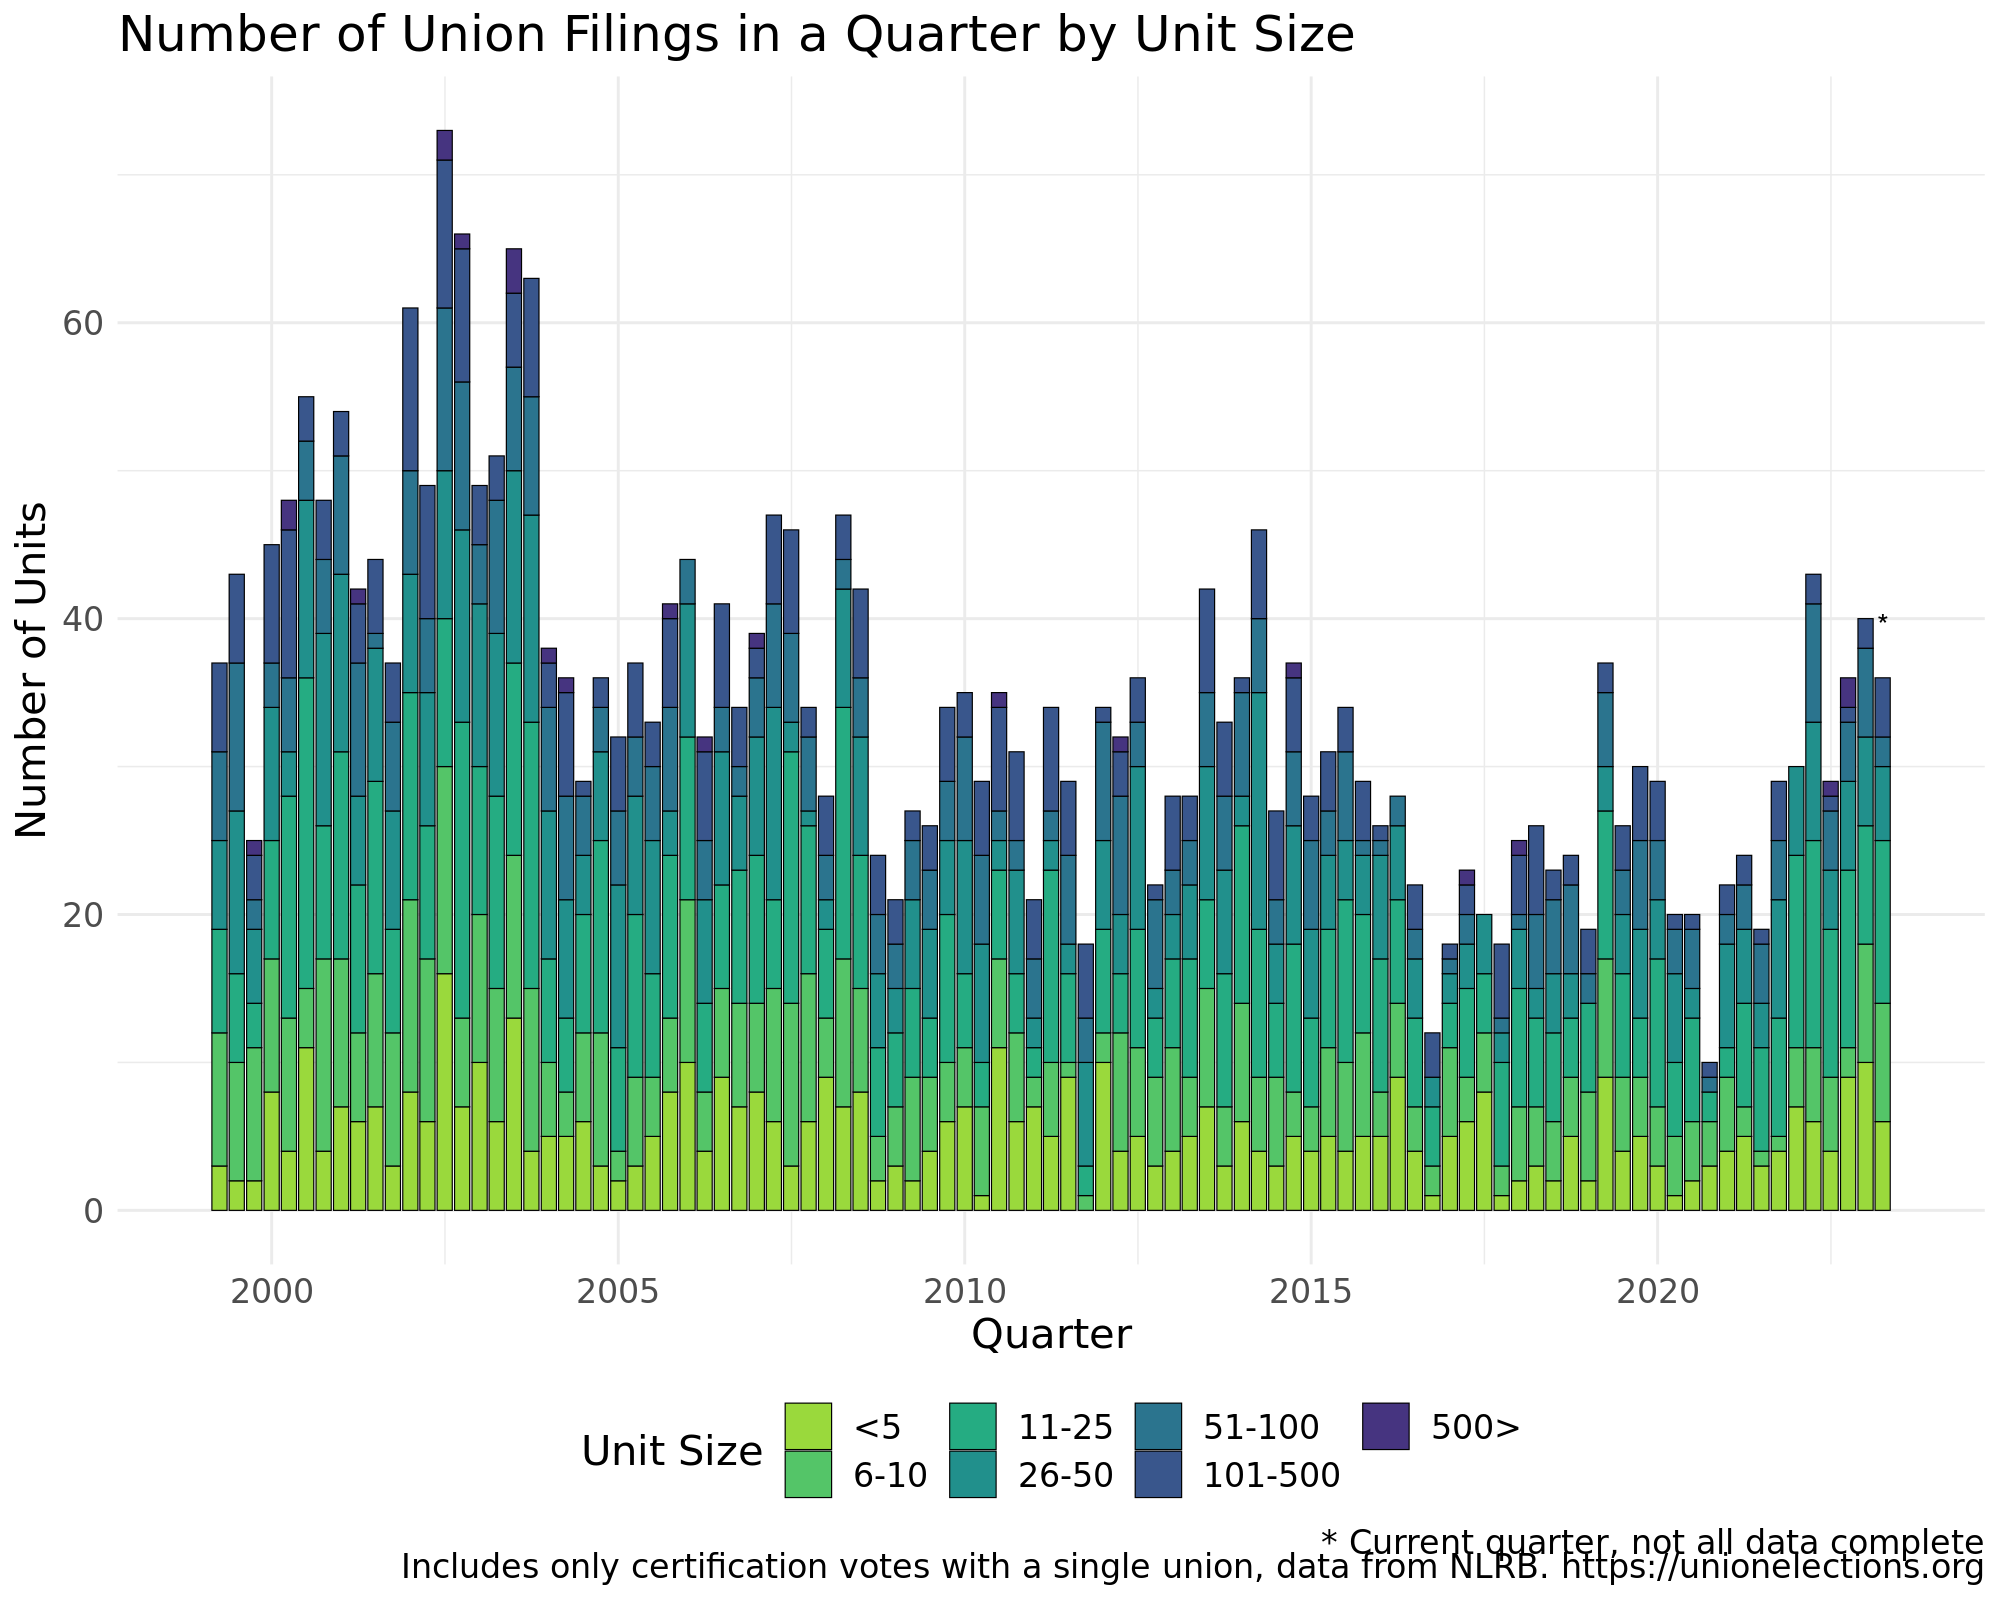 Number of Union Filings in a Quarter by Unit Size
Number of Units
60
40
20
0
*
2000 2005 2010 2015 2020
Quarter
Unit Size
<5 11-25 51-100 500>
6-10 26-50 101-500
* Current quarter, not all data complete
Includes only certification votes with a single union, data from NLRB. https://unionelections.org